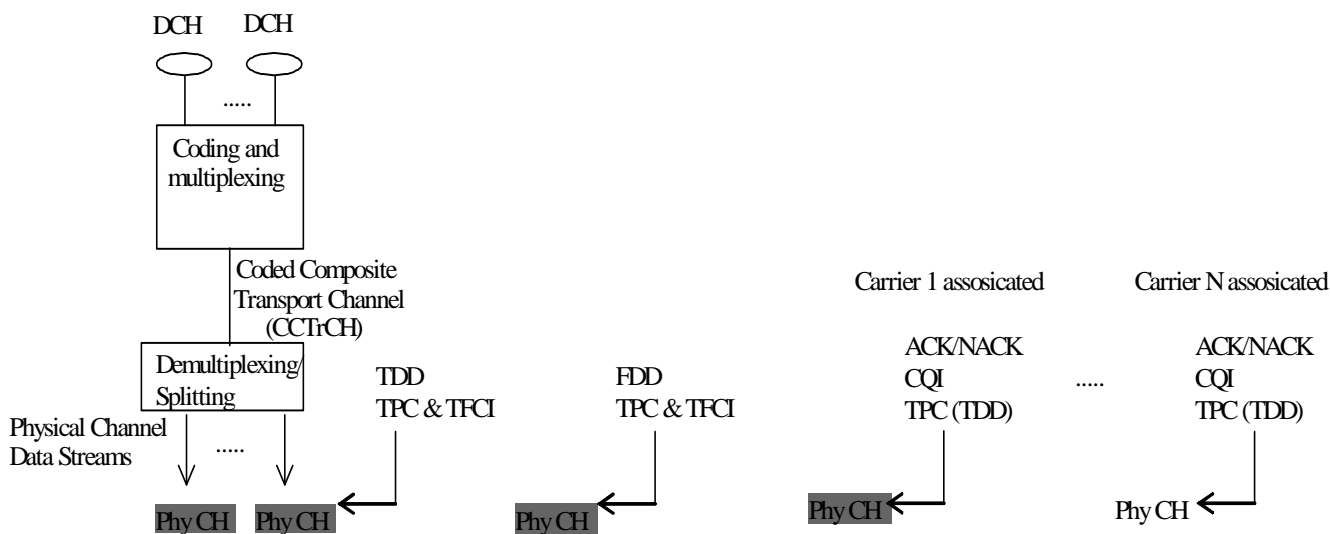 DCH DCH
.....
Coding and
multiplexing
Coded Composite
Transport Channel
(CCTrCH)
Demultiplexing/
Splitting
Physical Channel
Data Streams
.....
Phy CH Phy CH
TDD
TPC & TFCI
FDD
TPC & TFCI
Phy CH
Carrier 1 assosicated
ACK/NACK
CQI
TPC (TDD)
Phy CH
.....
Carrier N assosicated
ACK/NACK
CQI
TPC (TDD)
Phy CH